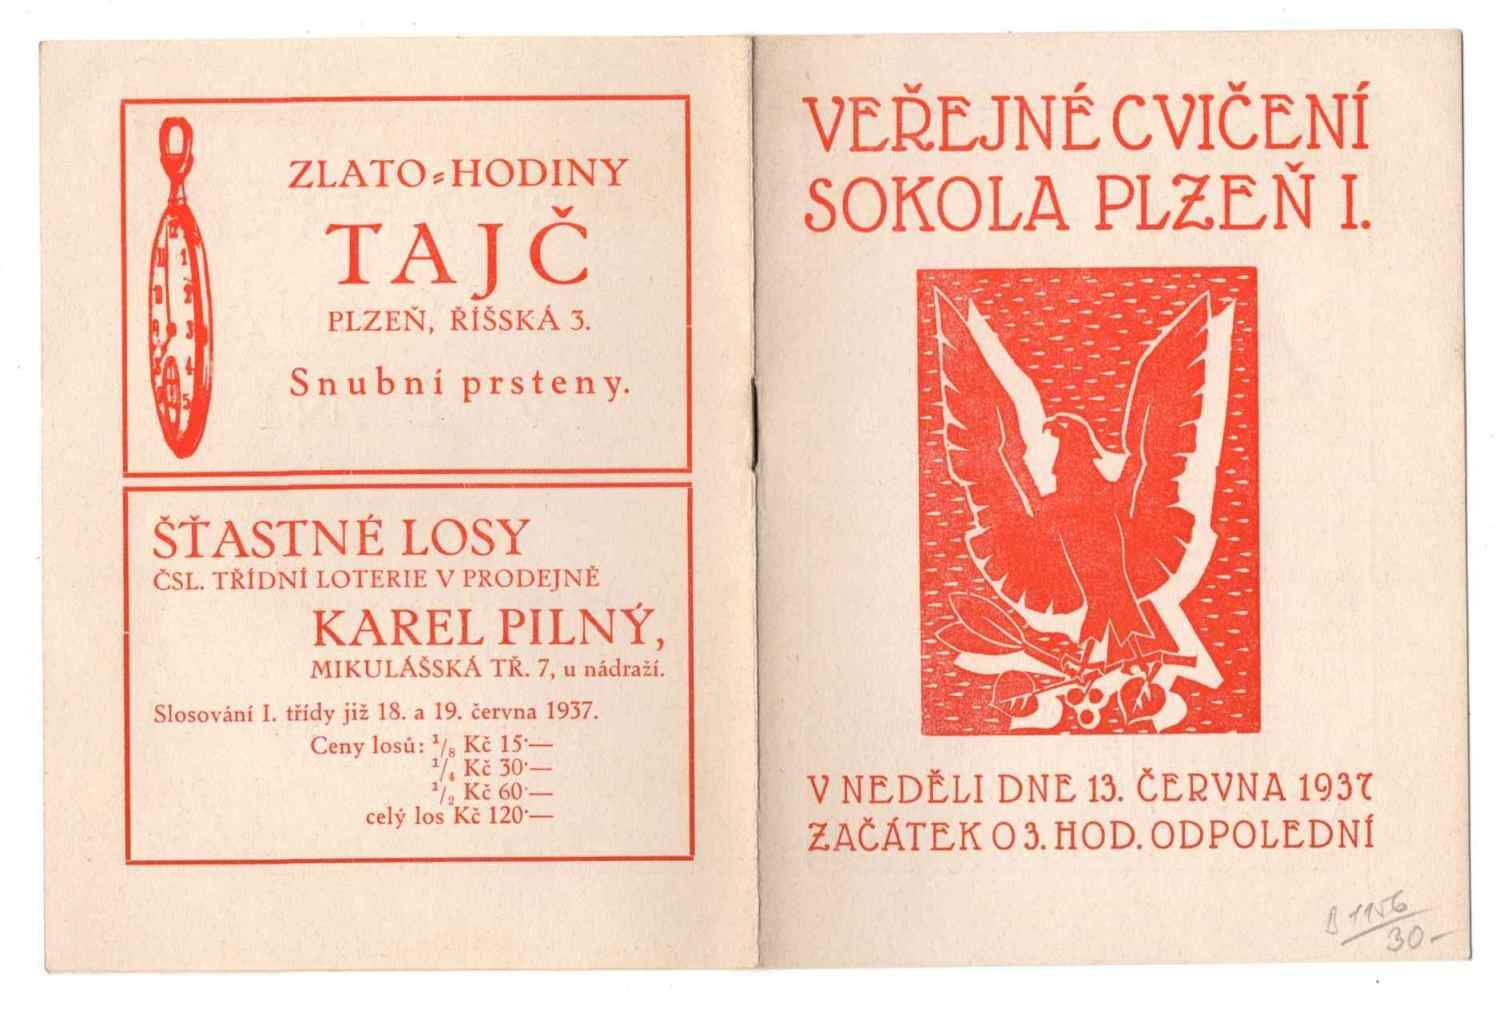 ZLATO=HODINY
TAJČ
PLZEŇ, ŘÍŠSKÁ 3.
Snubní prsteny.
ŠŤASTNÉ LOSY
ČSL. TŘÍDNÍ LOTERIE V PRODEJNĚ
KAREL PILNÝ,
MIKULÁŠSKÁ TŘ. 7, u nádraží.
Slosování I. třídy již 18. a 19. června 1937.
Ceny losů: 1/8 Kč 15·—
1/4 Kč 30·—
1/2 Kč 60·—
celý los Kč 120·—
VEŘEJNÉ CVIČENÍ
SOKOLA PLZEŇ I.
V NEDĚLI DNE 13. ČERVNA 1937
ZAČÁTEK O 3. HOD. ODPOLEDNÍ
B 1156
30-